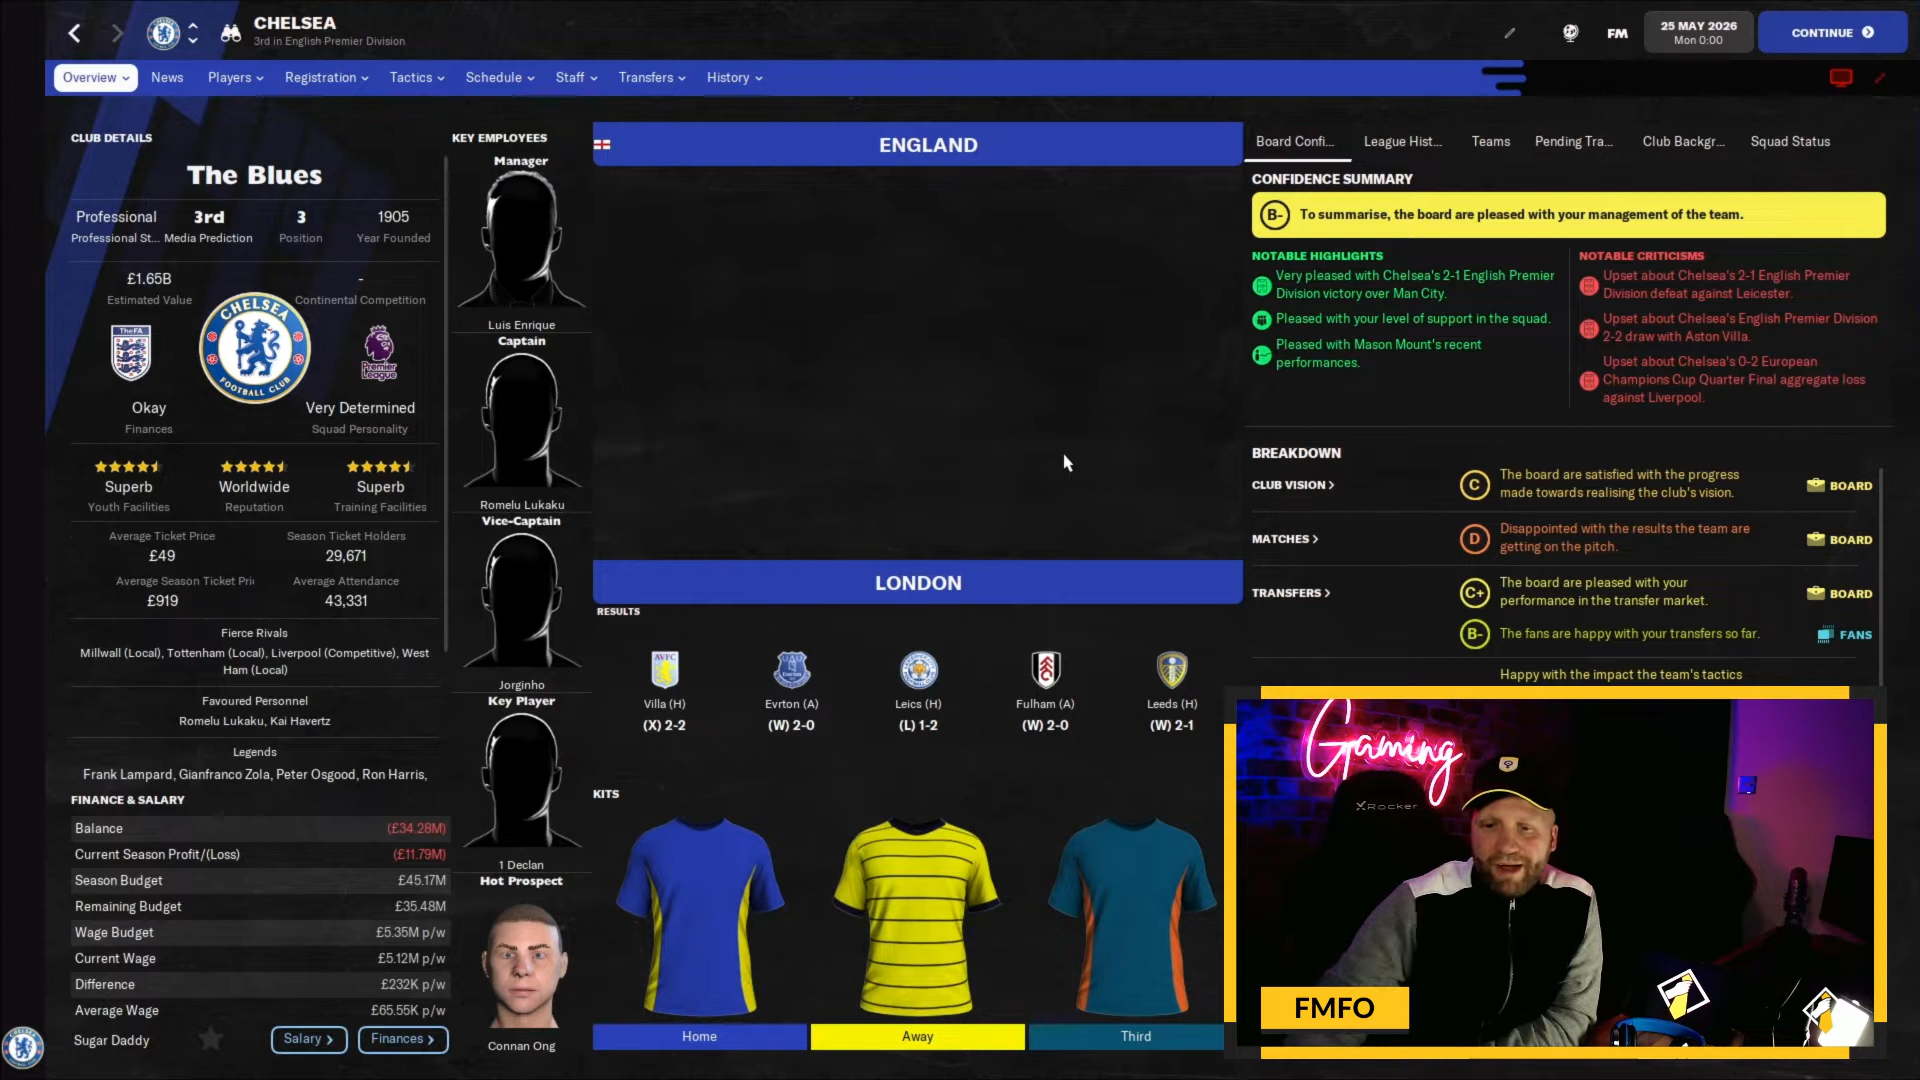 CHELSEA
3rd in English Premier Division
FM
25 MAY 2026
Mon 0:00
CONTINUE
Overview
News
Players
Registration
Tactics
Schedule
Staff
Transfers
History
CLUB DETAILS
The Blues
Professional
3rd
3
1905
Professional St...
Media Prediction
Position
Year Founded
£1.65B
-
Estimated Value
Continental Competition
The FA
CHELSEA
FOOTBALL CLUB
Premier
League
Okay
Very Determined
Finances
Squad Personality
Superb
Worldwide
Superb
Youth Facilities
Reputation
Training Facilities
Average Ticket Price
Season Ticket Holders
£49
29,671
Average Season Ticket Pri
Average Attendance
£919
43,331
Fierce Rivals
Millwall (Local), Tottenham (Local), Liverpool (Competitive), West
Ham (Local)
Favoured Personnel
Romelu Lukaku, Kai Havertz
Legends
Frank Lampard, Gianfranco Zola, Peter Osgood, Ron Harris,
FINANCE & SALARY
Balance
(£34.28M)
Current Season Profit/(Loss)
(£11.79M)
Season Budget
£45.17M
Remaining Budget
£35.48M
Wage Budget
£5.35M p/w
Current Wage
£5.12M p/w
Difference
£232K p/w
Average Wage
£65.55K p/w
Sugar Daddy
Salary
Finances
KEY EMPLOYEES
Manager
Luis Enrique
Captain
Romelu Lukaku
Vice-Captain
Jorginho
Key Player
1 Declan
Hot Prospect
Connan Ong
ENGLAND
LONDON
RESULTS
AVFC
Villa (H)
Evrton (A)
Leics (H)
Fulham (A)
Leeds (H)
(X) 2-2
(W) 2-0
(L) 1-2
(W) 2-0
(W) 2-1
KITS
Home
Away
Third
Board Confi...
League Hist...
Teams
Pending Tra...
Club Backgr...
Squad Status
CONFIDENCE SUMMARY
B-
To summarise, the board are pleased with your management of the team.
NOTABLE HIGHLIGHTS
Very pleased with Chelsea's 2-1 English Premier
Division victory over Man City.
Pleased with your level of support in the squad.
Pleased with Mason Mount's recent
performances.
NOTABLE CRITICISMS
Upset about Chelsea's 2-1 English Premier
Division defeat against Leicester.
Upset about Chelsea's English Premier Division
2-2 draw with Aston Villa.
Upset about Chelsea's 0-2 European
Champions Cup Quarter Final aggregate loss
against Liverpool.
BREAKDOWN
CLUB VISION
C
The board are satisfied with the progress
made towards realising the club's vision.
BOARD
MATCHES
D
Disappointed with the results the team are
getting on the pitch.
BOARD
TRANSFERS
C+
The board are pleased with your
performance in the transfer market.
BOARD
B-
The fans are happy with your transfers so far.
FANS
Happy with the impact the team's tactics
Gaming
XRocker
FMFO